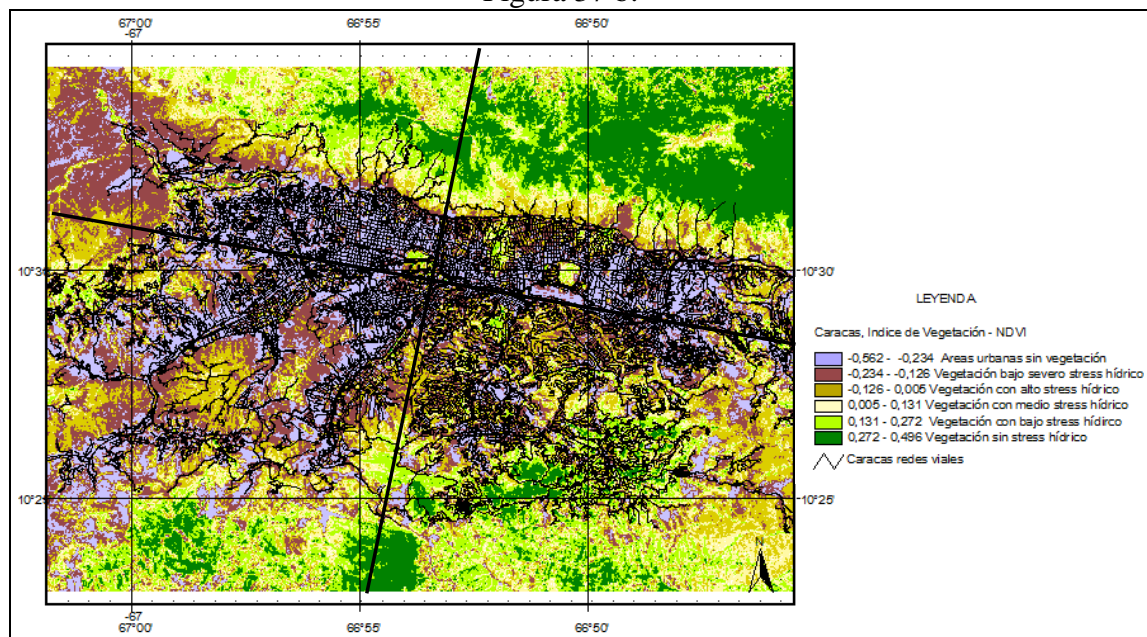 Figura 37-b.
67°00' 66°55' 66°50'
-67
10°30' 10°30'
10°25' 10°25'
-67
67°00' 66°55' 66°50'
N
LEYENDA
Caracas, Indice de Vegetación - NDVI
-0,562 - -0,234 Areas urbanas sin vegetación
-0,234 - -0,126 Vegetación bajo severo stress hídrico
-0,126 - 0,005 Vegetación con alto stress hídrico
0,005 - 0,131 Vegetación con medio stress hídrico
0,131 - 0,272 Vegetación con bajo stress hídirco
0,272 - 0,496 Vegetación sin stress hídrico
Caracas redes viales